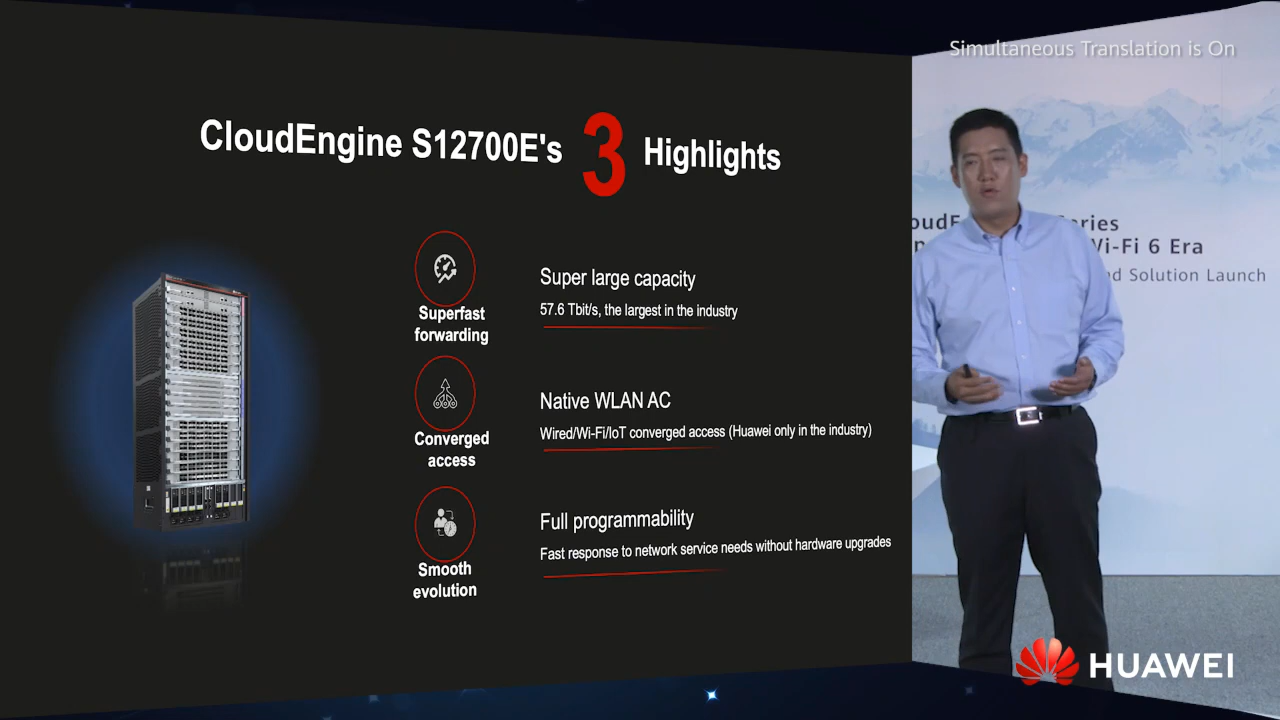 Simultaneous Translation is On
CloudEngine S12700E's 3 Highlights
Superfast
forwarding
Super large capacity
57.6 Tbit/s, the largest in the industry
Converged
access
Native WLAN AC
Wired/Wi-Fi/IoT converged access (Huawei only in the industry)
Smooth
evolution
Full programmability
Fast response to network service needs without hardware upgrades
Wi-Fi 6 Era
Solution Launch
HUAWEI